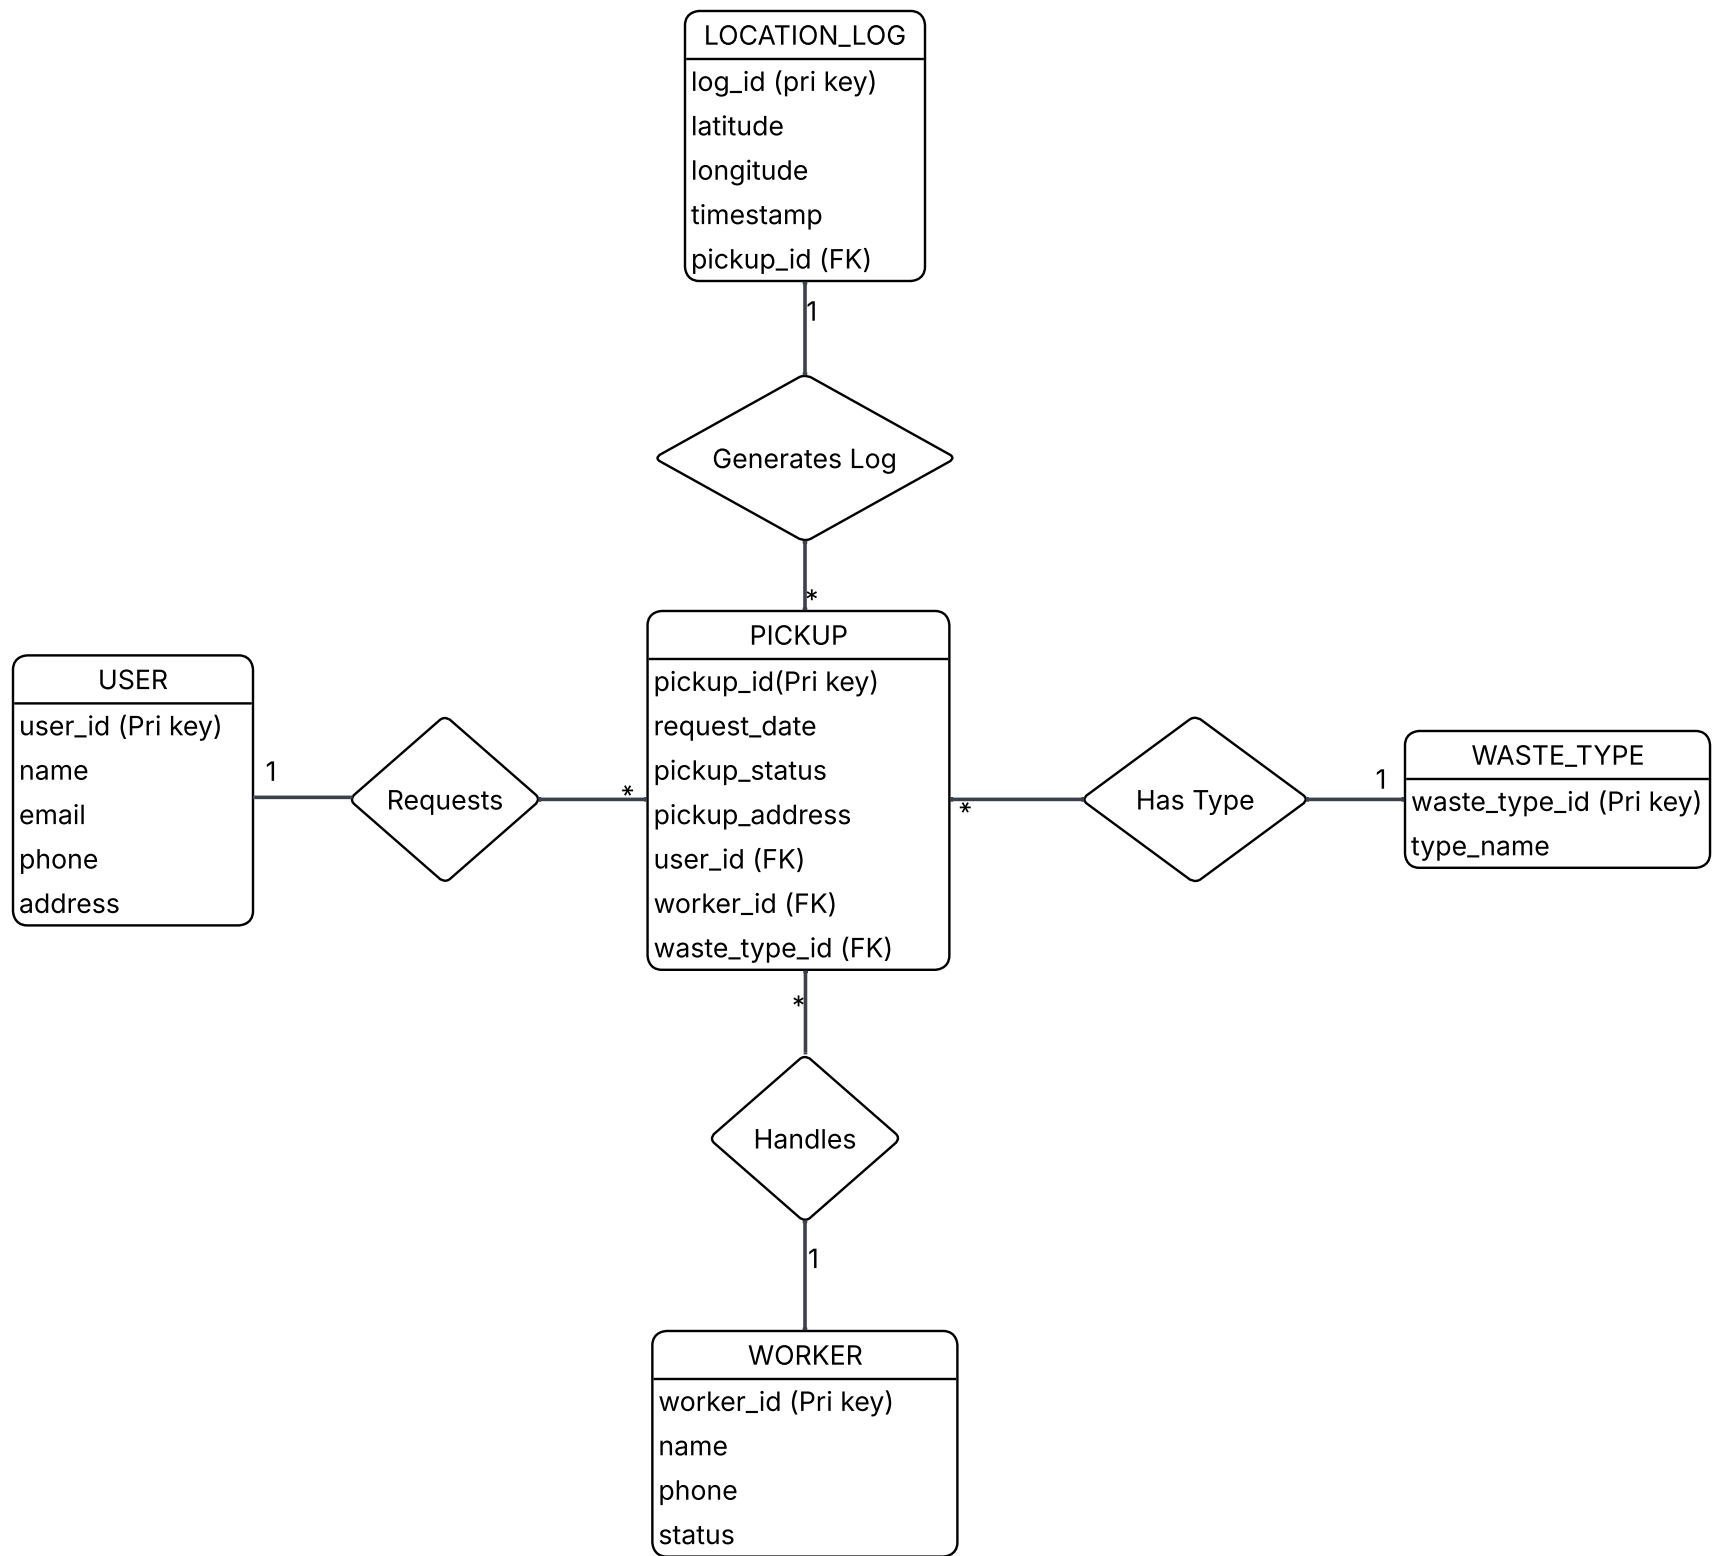 LOCATION_LOG
log_id (pri key)
latitude
longitude
timestamp
pickup_id (FK)
1
Generates Log
*
PICKUP
pickup_id(Pri key)
request_date
pickup_status
pickup_address
user_id (FK)
worker_id (FK)
waste_type_id (FK)
USER
user_id (Pri key)
name
email
phone
address
1
Requests
*
*
Has Type
1
WASTE_TYPE
waste_type_id (Pri key)
type_name
*
Handles
1
WORKER
worker_id (Pri key)
name
phone
status